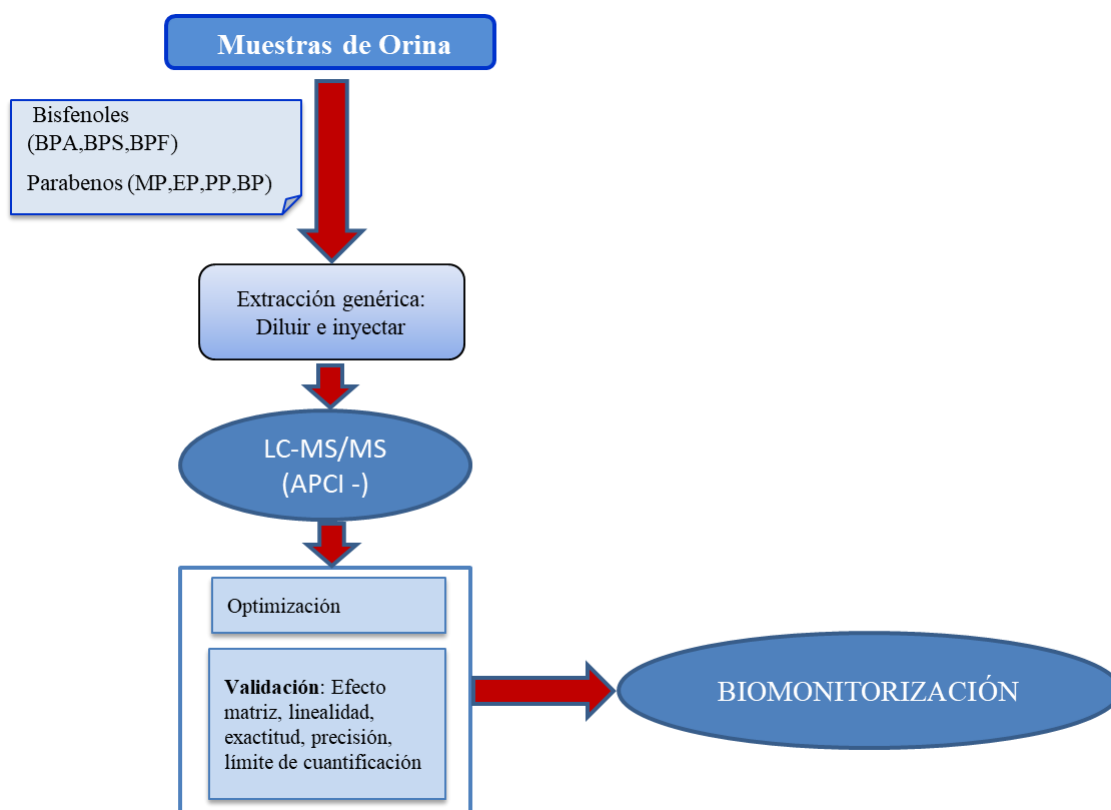 Muestras de Orina
Bisfenoles
(BPA,BPS,BPF)
Parabenos (MP,EP,PP,BP)
Extracción genérica:
Diluir e inyectar
LC-MS/MS
(APCI -)
Optimización
Validación: Efecto
matriz, linealidad,
exactitud, precisión,
límite de cuantificación
BIOMONITORIZACIÓN